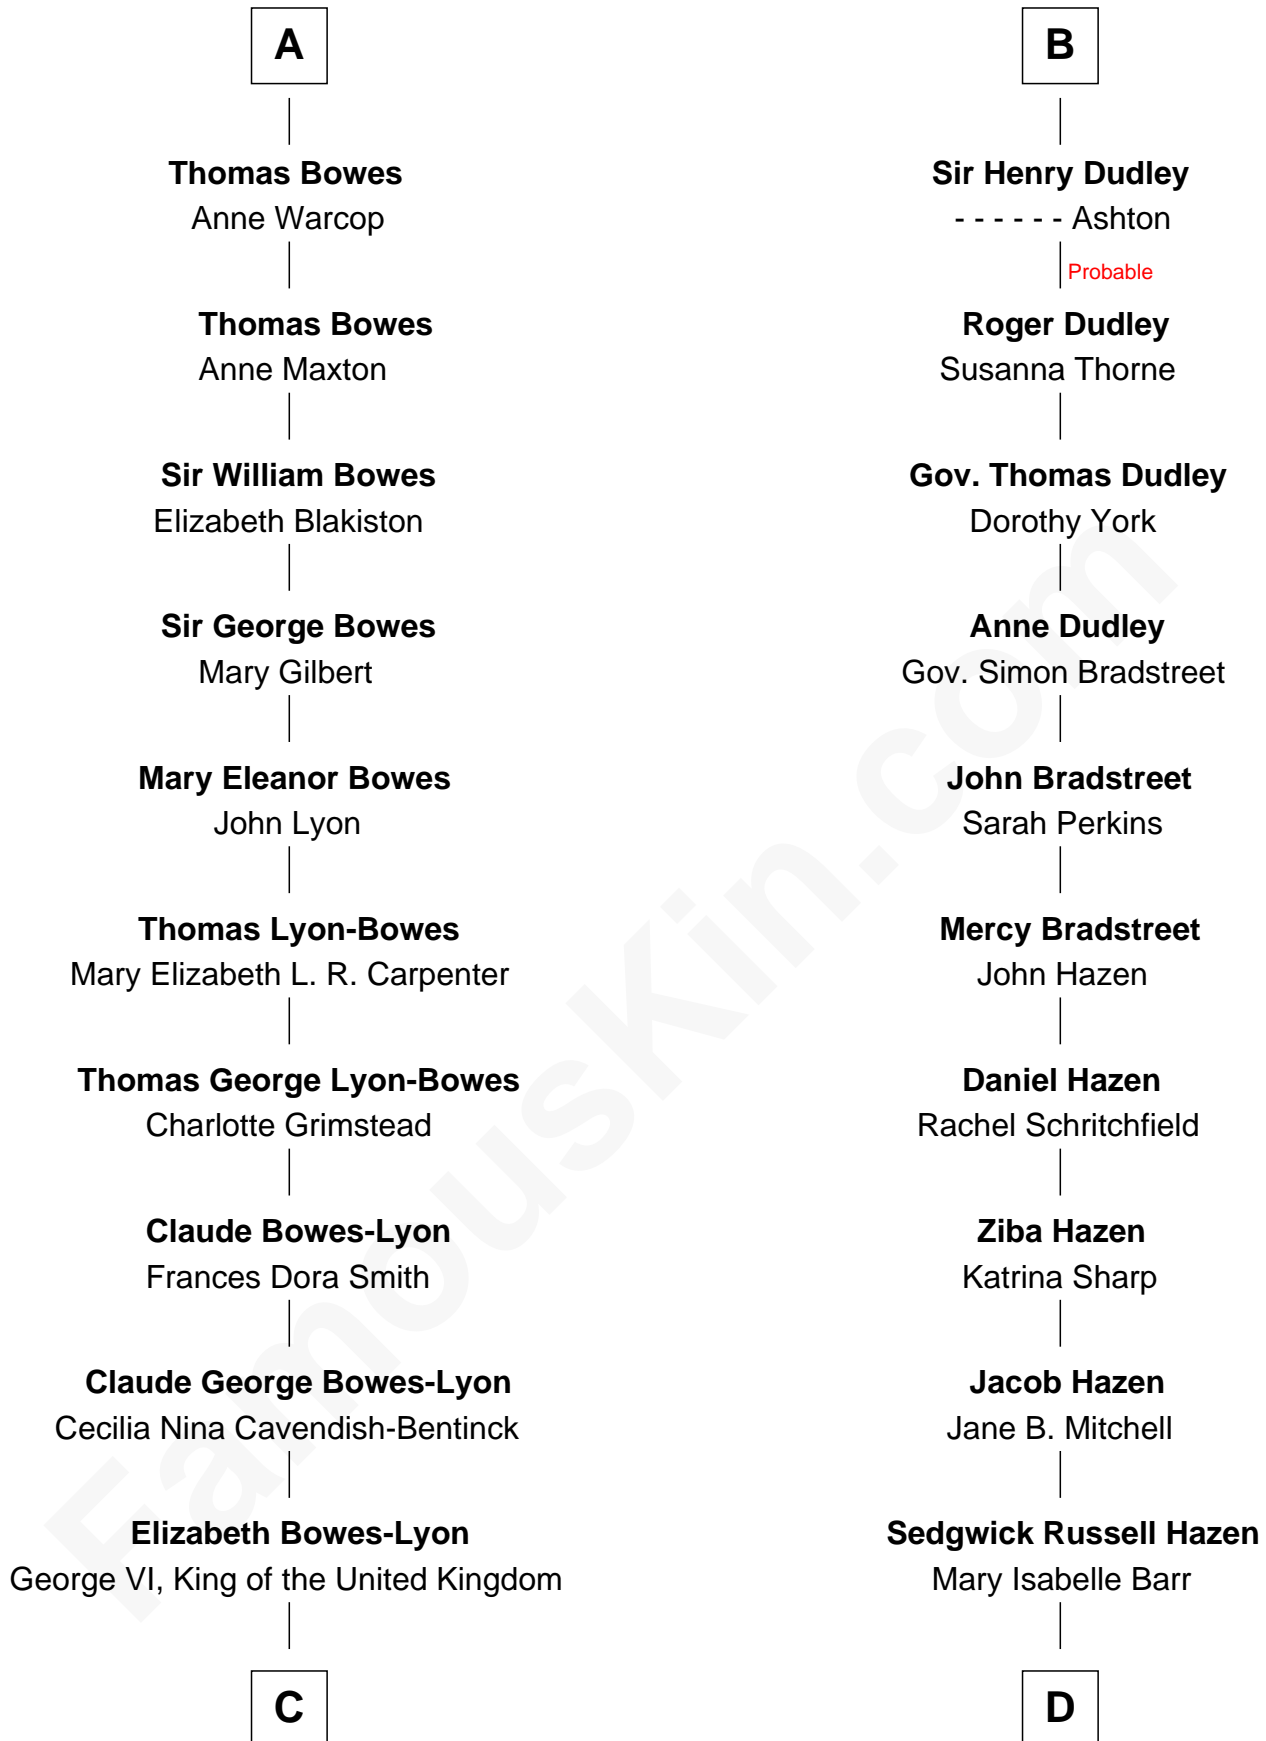 A
Thomas Bowes
Anne Warcop
Thomas Bowes
Anne Maxton
Sir William Bowes
Elizabeth Blakiston
Sir George Bowes
Mary Gilbert
Mary Eleanor Bowes
John Lyon
Thomas Lyon-Bowes
Mary Elizabeth L. R. Carpenter
Thomas George Lyon-Bowes
Charlotte Grimstead
Claude Bowes-Lyon
Frances Dora Smith
Claude George Bowes-Lyon
Cecilia Nina Cavendish-Bentinck
Elizabeth Bowes-Lyon
George VI, King of the United Kingdom
C
B
Sir Henry Dudley
- - - - - - Ashton
Probable
Roger Dudley
Susanna Thorne
Gov. Thomas Dudley
Dorothy York
Anne Dudley
Gov. Simon Bradstreet
John Bradstreet
Sarah Perkins
Mercy Bradstreet
John Hazen
Daniel Hazen
Rachel Schritchfield
Ziba Hazen
Katrina Sharp
Jacob Hazen
Jane B. Mitchell
Sedgwick Russell Hazen
Mary Isabelle Barr
D
FamousKin.com